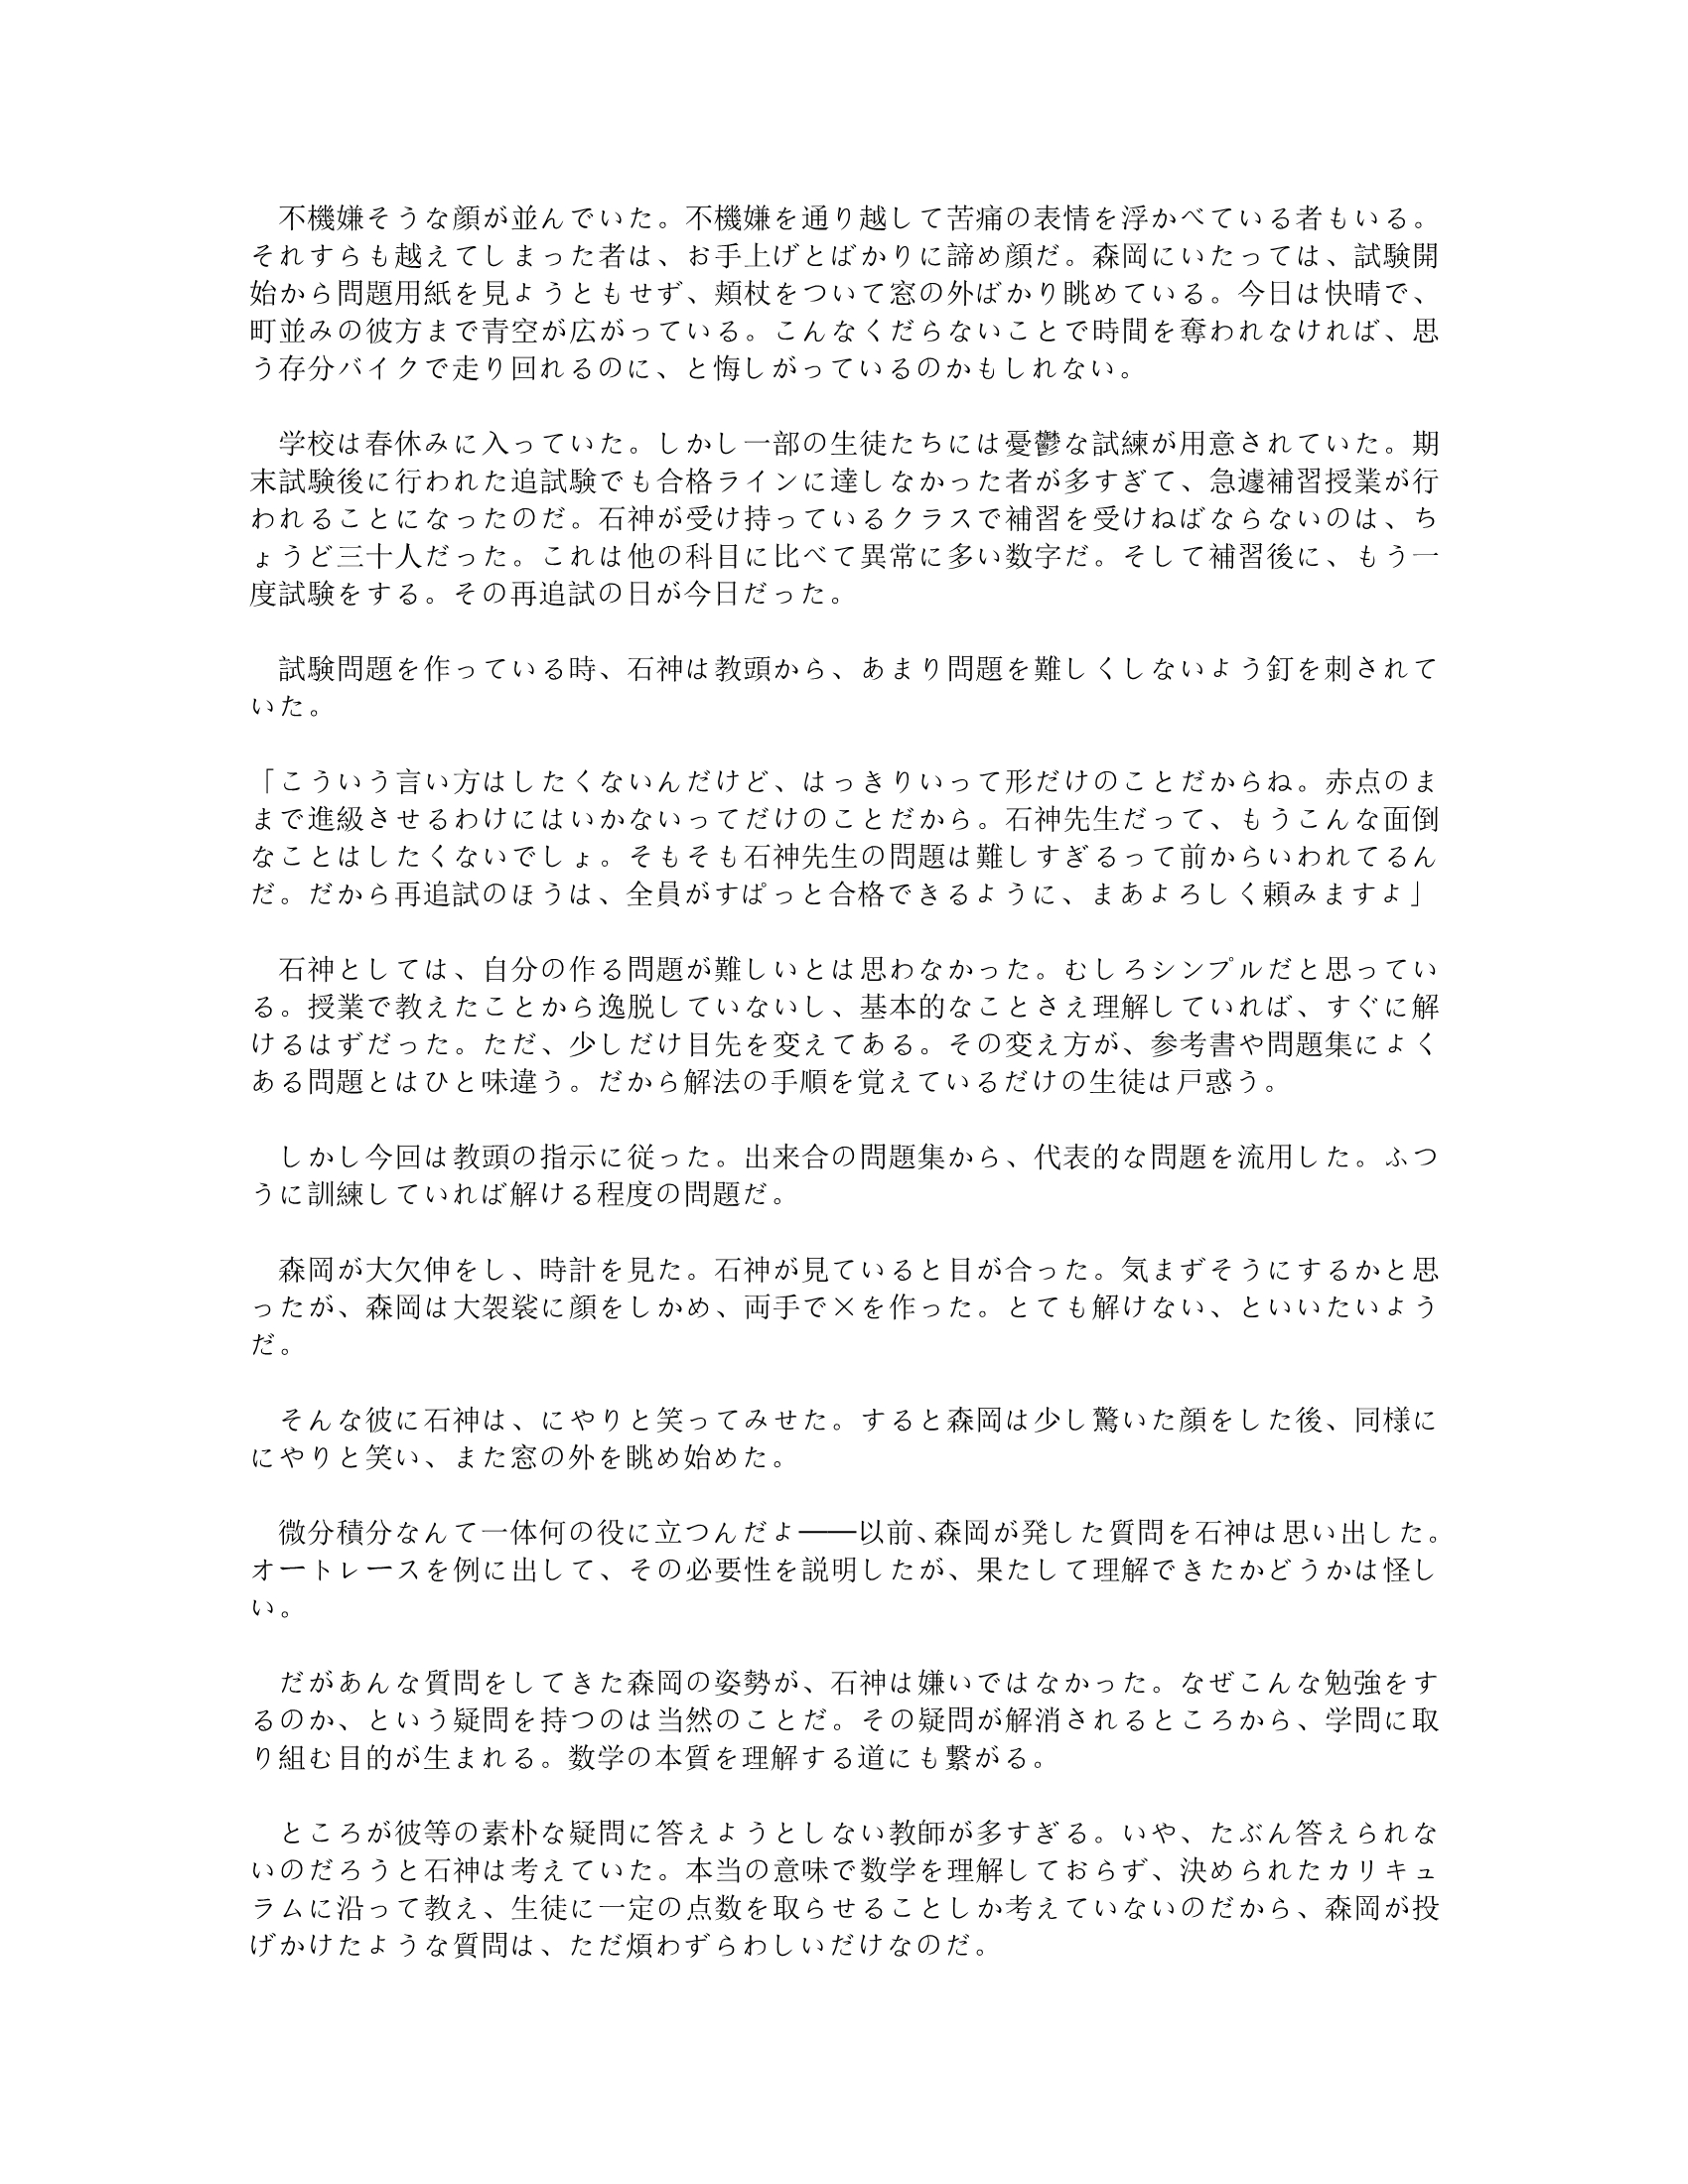 不機嫌そうな顔が並んでいた。不機嫌を通り越して苦痛の表情を浮かべている者もいる。
それすらも越えてしまった者は、お手上げとばかりに諦め顔だ。森岡にいたっては、試験開
始から問題用紙を見ようともせず、頬杖をついて窓の外ばかり眺めている。今日は快晴で、
町並みの彼方まで青空が広がっている。こんなくだらないことで時間を奪われなければ、思
う存分バイクで走り回れるのに、と悔しがっているのかもしれない。
　学校は春休みに入っていた。しかし一部の生徒たちには憂鬱な試練が用意されていた。期
末試験後に行われた追試験でも合格ラインに達しなかった者が多すぎて、急遽補習授業が行
われることになったのだ。石神が受け持っているクラスで補習を受けねばならないのは、ち
ょうど三十人だった。これは他の科目に比べて異常に多い数字だ。そして補習後に、もう一
度試験をする。その再追試の日が今日だった。
　試験問題を作っている時、石神は教頭から、あまり問題を難しくしないよう釘を刺されて
いた。
「こういう言い方はしたくないんだけど、はっきりいって形だけのことだからね。赤点のま
まで進級させるわけにはいかないってだけのことだから。石神先生だって、もうこんな面倒
なことはしたくないでしょ。そもそも石神先生の問題は難しすぎるって前からいわれてるん
だ。だから再追試のほうは、全員がすぱっと合格できるように、まあよろしく頼みますよ」
　石神としては、自分の作る問題が難しいとは思わなかった。むしろシンプルだと思ってい
る。授業で教えたことから逸脱していないし、基本的なことさえ理解していれば、すぐに解
けるはずだった。ただ、少しだけ目先を変えてある。その変え方が、参考書や問題集によく
ある問題とはひと味違う。だから解法の手順を覚えているだけの生徒は戸惑う。
　しかし今回は教頭の指示に従った。出来合の問題集から、代表的な問題を流用した。ふつ
うに訓練していれば解ける程度の問題だ。
　森岡が大欠伸をし、時計を見た。石神が見ていると目が合った。気まずそうにするかと思
ったが、森岡は大袈裟に顔をしかめ、両手で×を作った。とても解けない、といいたいよう
だ。
　そんな彼に石神は、にやりと笑ってみせた。すると森岡は少し驚いた顔をした後、同様に
にやりと笑い、また窓の外を眺め始めた。
　微分積分なんて一体何の役に立つんだよ――以前、森岡が発した質問を石神は思い出した。
オートレースを例に出して、その必要性を説明したが、果たして理解できたかどうかは怪し
い。
　だがあんな質問をしてきた森岡の姿勢が、石神は嫌いではなかった。なぜこんな勉強をす
るのか、という疑問を持つのは当然のことだ。その疑問が解消されるところから、学問に取
り組む目的が生まれる。数学の本質を理解する道にも繋がる。
　ところが彼等の素朴な疑問に答えようとしない教師が多すぎる。いや、たぶん答えられな
いのだろうと石神は考えていた。本当の意味で数学を理解しておらず、決められたカリキュ
ラムに沿って教え、生徒に一定の点数を取らせることしか考えていないのだから、森岡が投
げかけたような質問は、ただ煩わずらわしいだけなのだ。